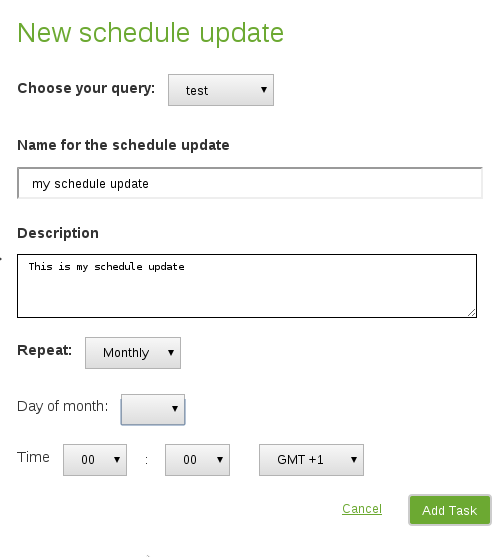 New schedule update
Choose your query: test
Name for the schedule update
my schedule update
Description
This is my schedule update
Repeat: Monthly
Day of month:
Time 00 : 00 GMT +1
Cancel Add Task